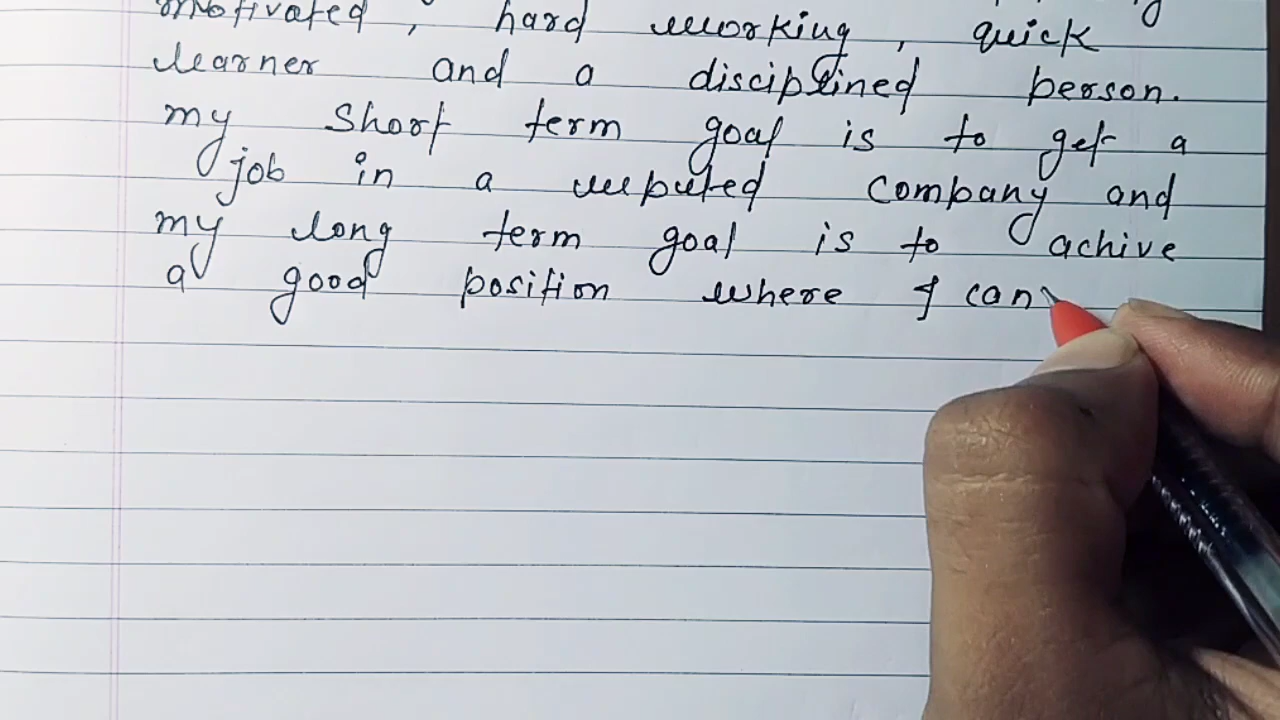 motivated, hard working, quick
learner and a disciplined person.
my short term goal is to get a
job in a reputed company and
my long term goal is to achive
a good position where I can